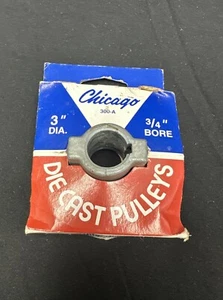 Chicago
300-A
3"
DIA.
3/4"
BORE
DIE CAST PULLEYS